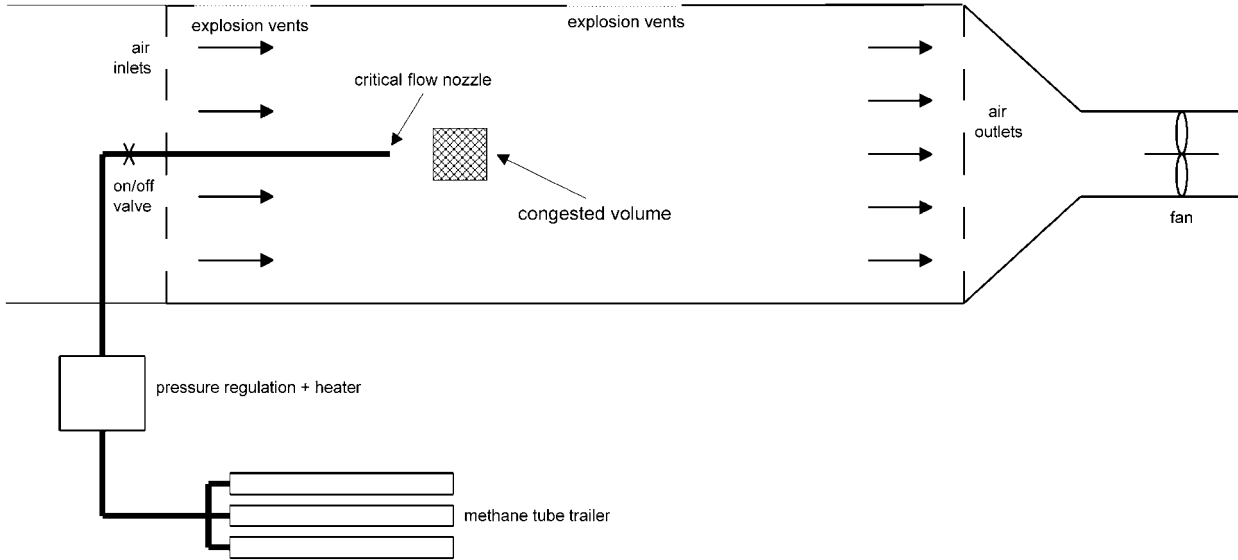 explosion vents
explosion vents
air
inlets
critical flow nozzle
air
outlets
on/off
valve
congested volume
fan
pressure regulation + heater
methane tube trailer